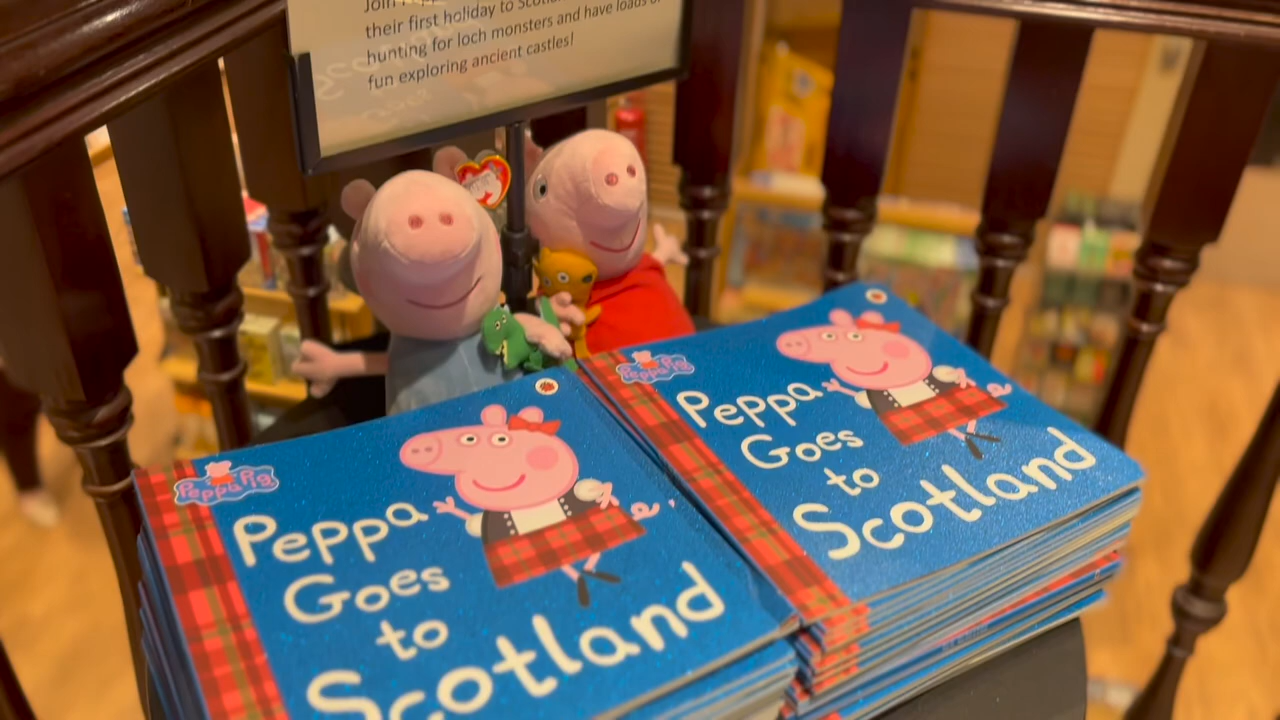 their first holiday to
hunting for loch monsters and have loads of
fun exploring ancient castles!
Peppa Pig
Peppa
Goes
to
Scotland
Peppa Pig
Peppa
Goes
to
Scotland